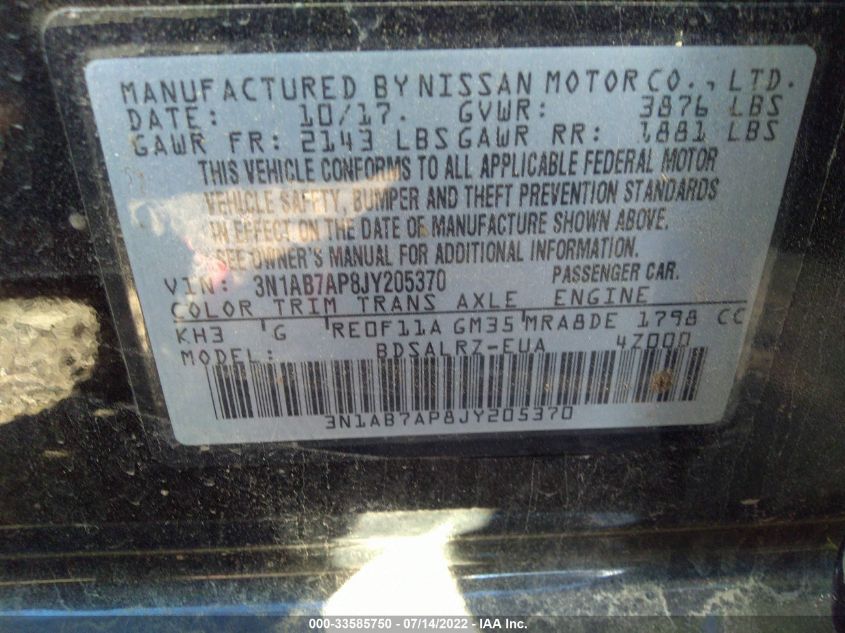 MANUFACTURED BY NISSAN MOTOR CO., LTD.
DATE: 10/17. GVWR: 3876 LBS
GAWR FR: 2143 LBS GAWR RR: 1881 LBS
THIS VEHICLE CONFORMS TO ALL APPLICABLE FEDERAL MOTOR
VEHICLE SAFETY, BUMPER AND THEFT PREVENTION STANDARDS
IN EFFECT ON THE DATE OF MANUFACTURE SHOWN ABOVE.
SEE OWNER'S MANUAL FOR ADDITIONAL INFORMATION.
VIN: 3N1AB7AP8JY205370 PASSENGER CAR.
COLOR TRIM TRANS AXLE ENGINE
KH3 G RE0F11A GM35 MRA8DE 1798 CC
MODEL: BDSALRZ-EUA 4Z000
3N1AB7AP8JY205370
000-33585750 - 07/14/2022 - IAA Inc.